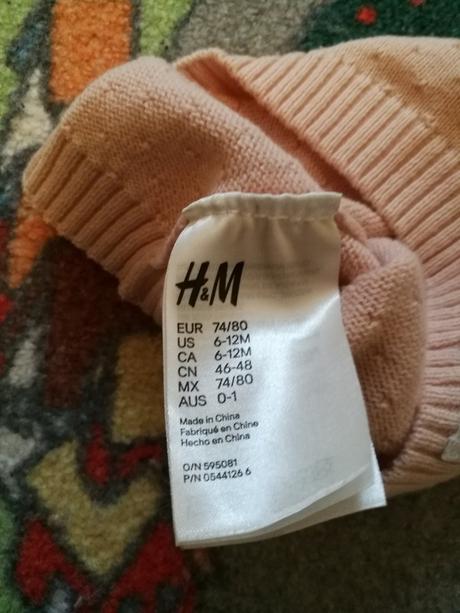 H&M
EUR 74/80
US 6-12M
CA 6-12M
CN 46-48
MX 74/80
AUS 0-1
Made in China
Fabriqué en Chine
Hecho en China
O/N 595081
P/N 0544126 6